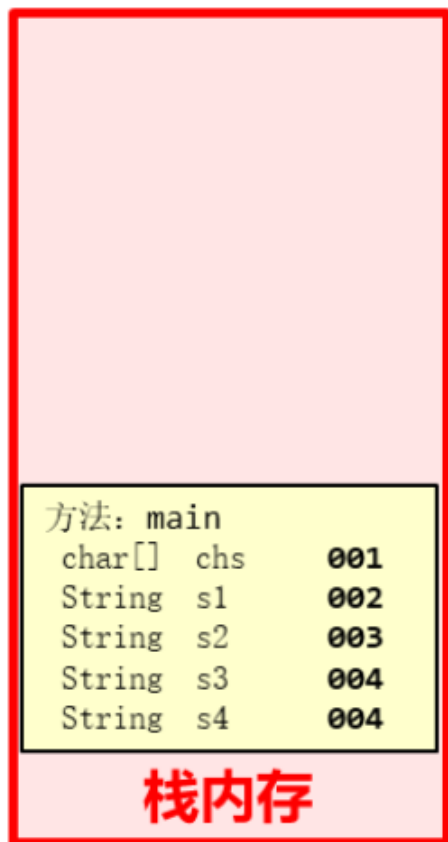 方法：main
char[] chs 001
String s1 002
String s2 003
String s3 004
String s4 004
栈内存